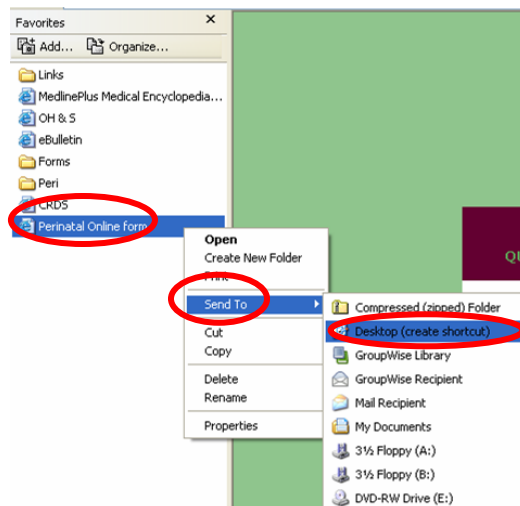 Favorites
Add... Organize...
Links
MedlinePlus Medical Encyclopedia...
OH & S
eBulletin
Forms
Peri
CRDS
Perinatal Online form
Open
Create New Folder
Print
Send To
Cut
Copy
Delete
Rename
Properties
Compressed (zipped) Folder
Desktop (create shortcut)
GroupWise Library
GroupWise Recipient
Mail Recipient
My Documents
3½ Floppy (A:)
3½ Floppy (B:)
DVD-RW Drive (E:)
QU